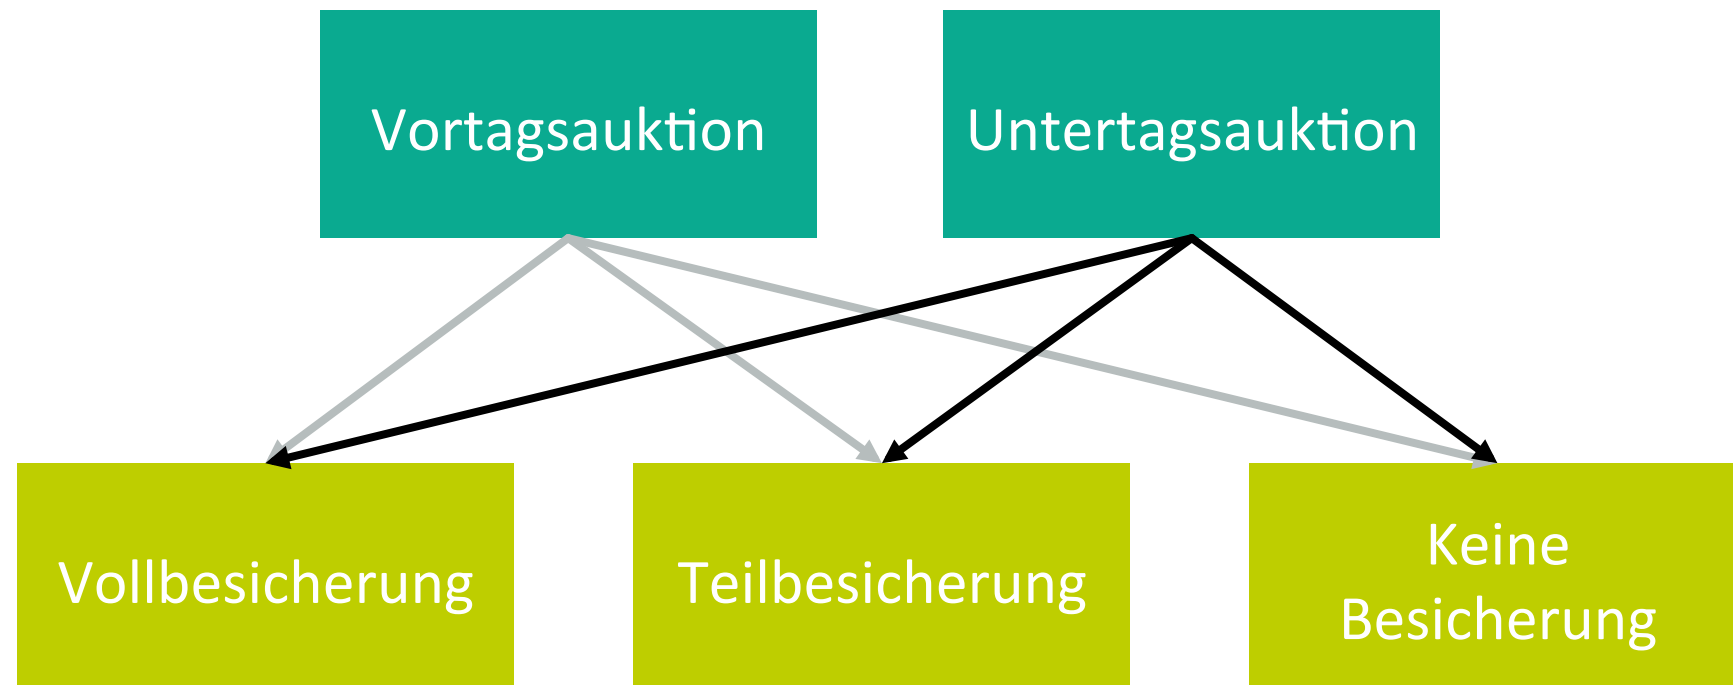 Vortagsauktion
Untertagsauktion
Vollbesicherung
Teilbesicherung
Keine
Besicherung